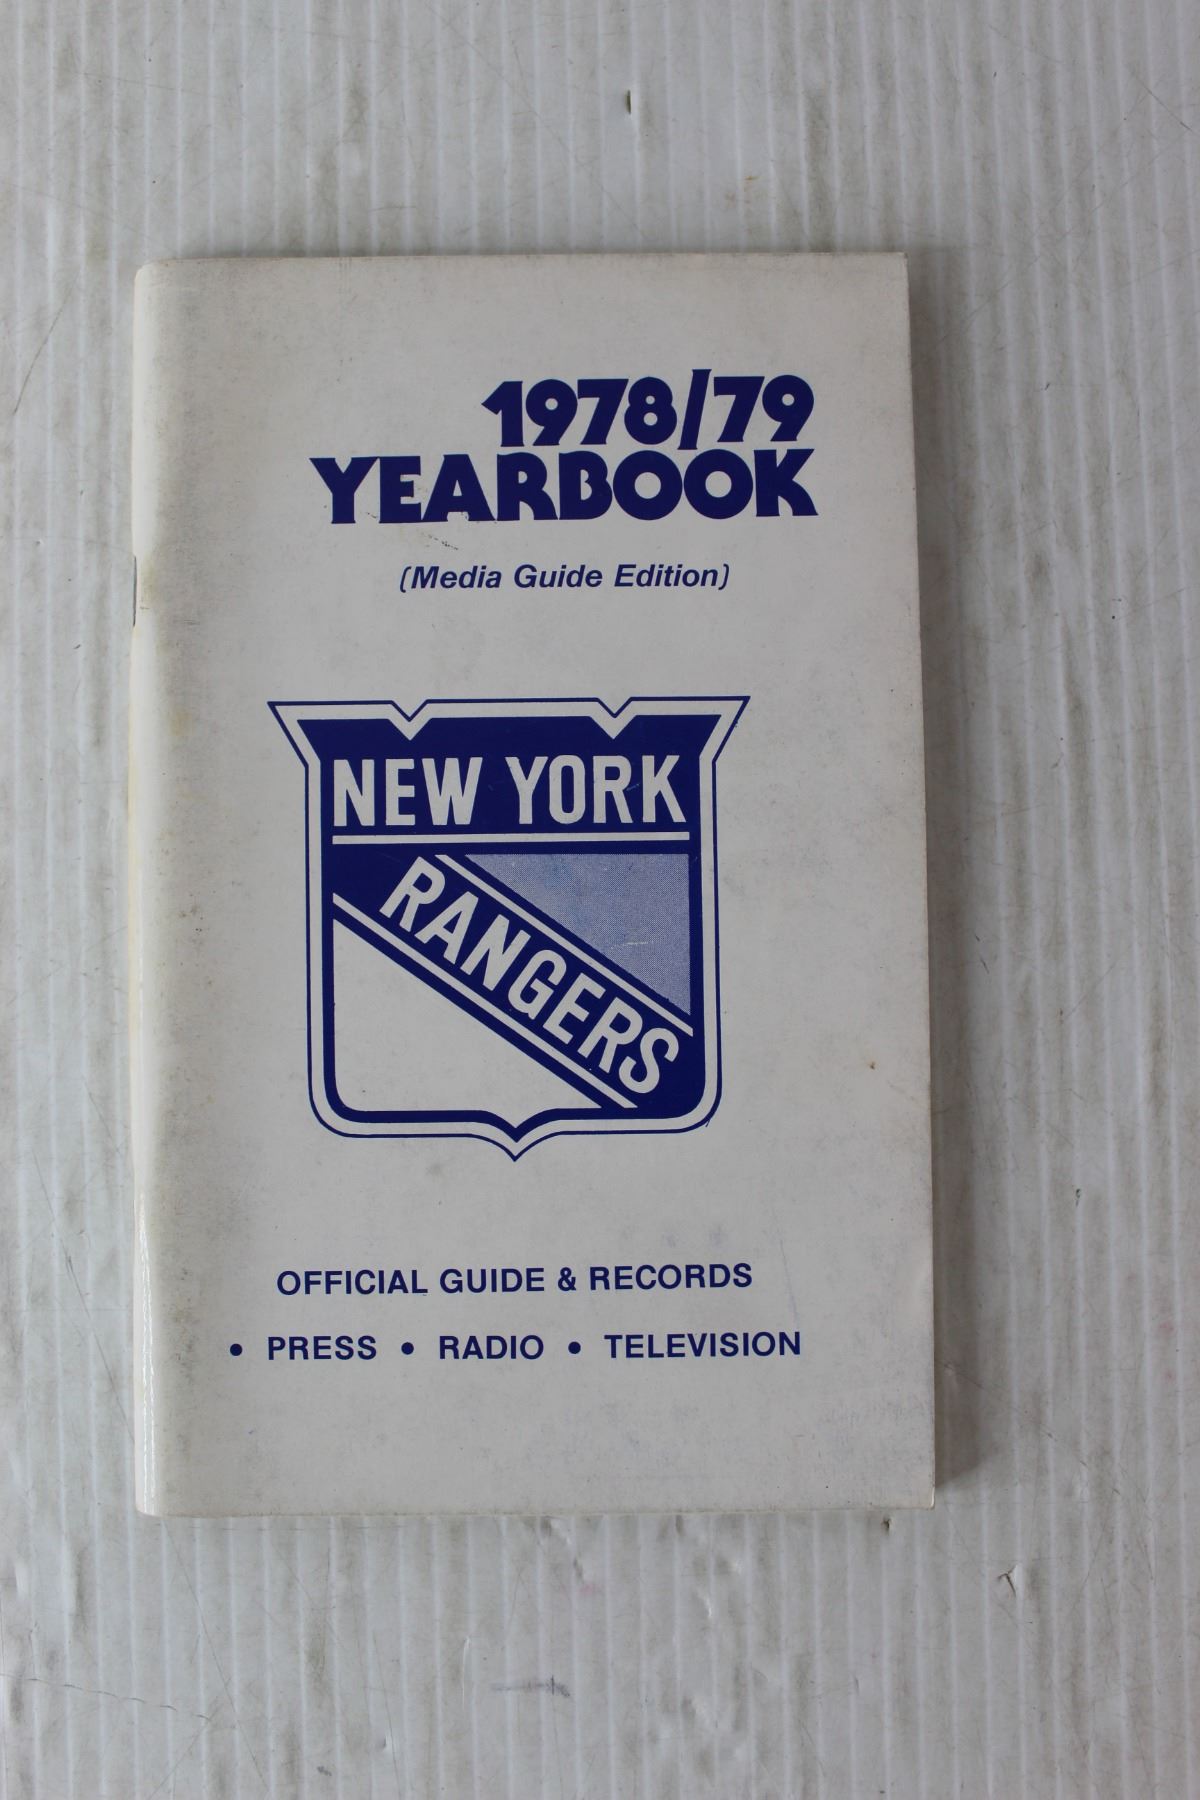 1978/79
YEARBOOK
(Media Guide Edition)
NEW YORK
RANGERS
OFFICIAL GUIDE & RECORDS
• PRESS • RADIO • TELEVISION